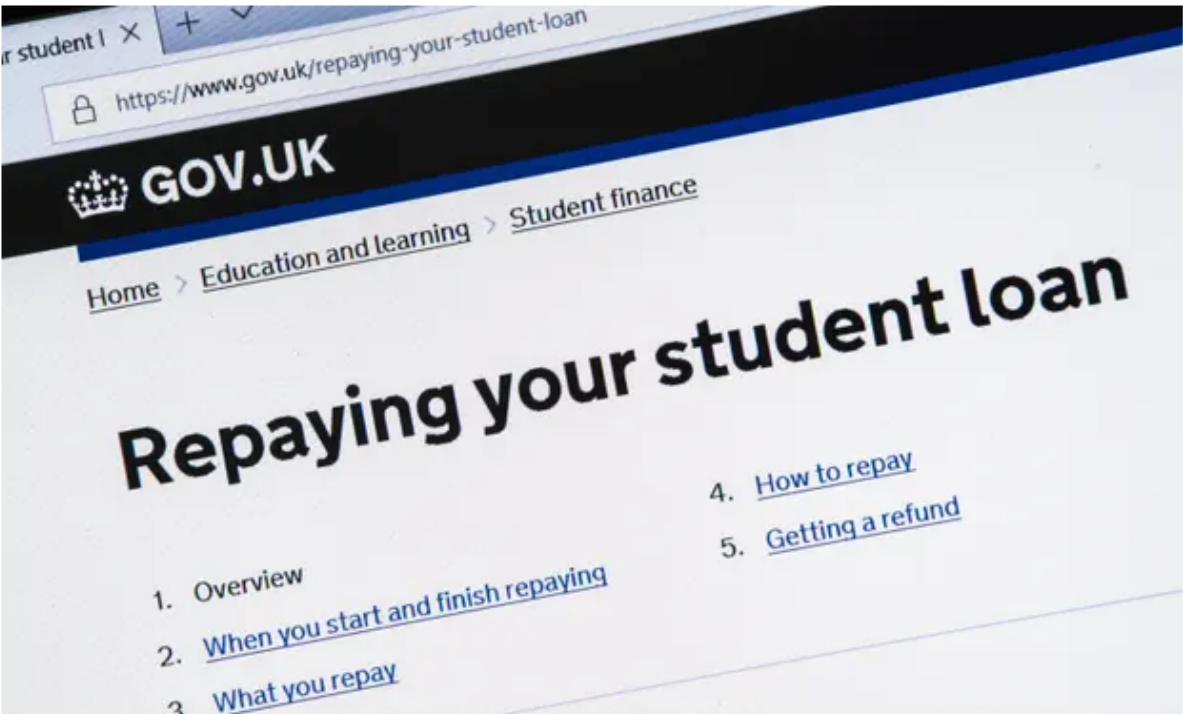 r student l
https://www.gov.uk/repaying-your-student-loan
GOV.UK
Home > Education and learning > Student finance
Repaying your student loan
1. Overview
2. When you start and finish repaying
3. What you repay
4. How to repay
5. Getting a refund